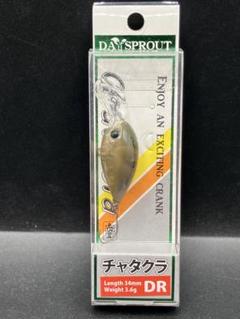 DAYSPROUT
ENJOY AN EXCITING CRANK
チャタクラ
Length 34mm
Weight 3.6g
DR